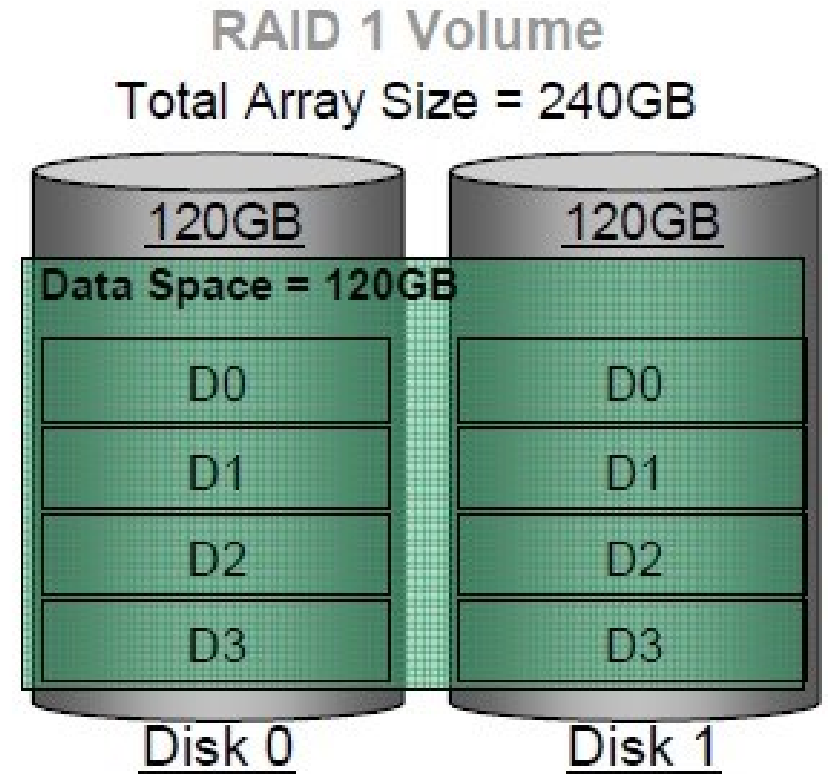 RAID 1 Volume
Total Array Size = 240GB
120GB
120GB
Data Space = 120GB
D0
D0
D1
D1
D2
D2
D3
D3
Disk 0
Disk 1